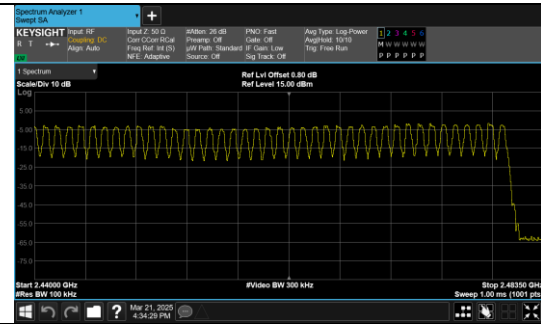 Spectrum Analyzer 1
Swept SA
+
KEYSIGHT
R T
Input: RF
Coupling: DC
Align: Auto
Input Z: 50 Ω
Corr CCorr RCal
Freq Ref: Int (S)
NFE: Adaptive
#Atten: 26 dB
Preamp: Off
µW Path: Standard
Source: Off
PNO: Fast
Gate: Off
IF Gain: Low
Sig Track: Off
Avg Type: Log-Power
Avg|Hold: 10/10
Trig: Free Run
1 2 3 4 5 6
M W W W W W
P P P P P P
1 Spectrum
Scale/Div 10 dB
Ref Lvl Offset 0.80 dB
Ref Level 15.00 dBm
Log
5.00
-5.00
-15.0
-25.0
-35.0
-45.0
-55.0
-65.0
-75.0
Start 2.44000 GHz
#Res BW 100 kHz
#Video BW 300 kHz
Stop 2.48350 GHz
Sweep 1.00 ms (1001 pts)
?
Mar 21, 2025
4:34:29 PM